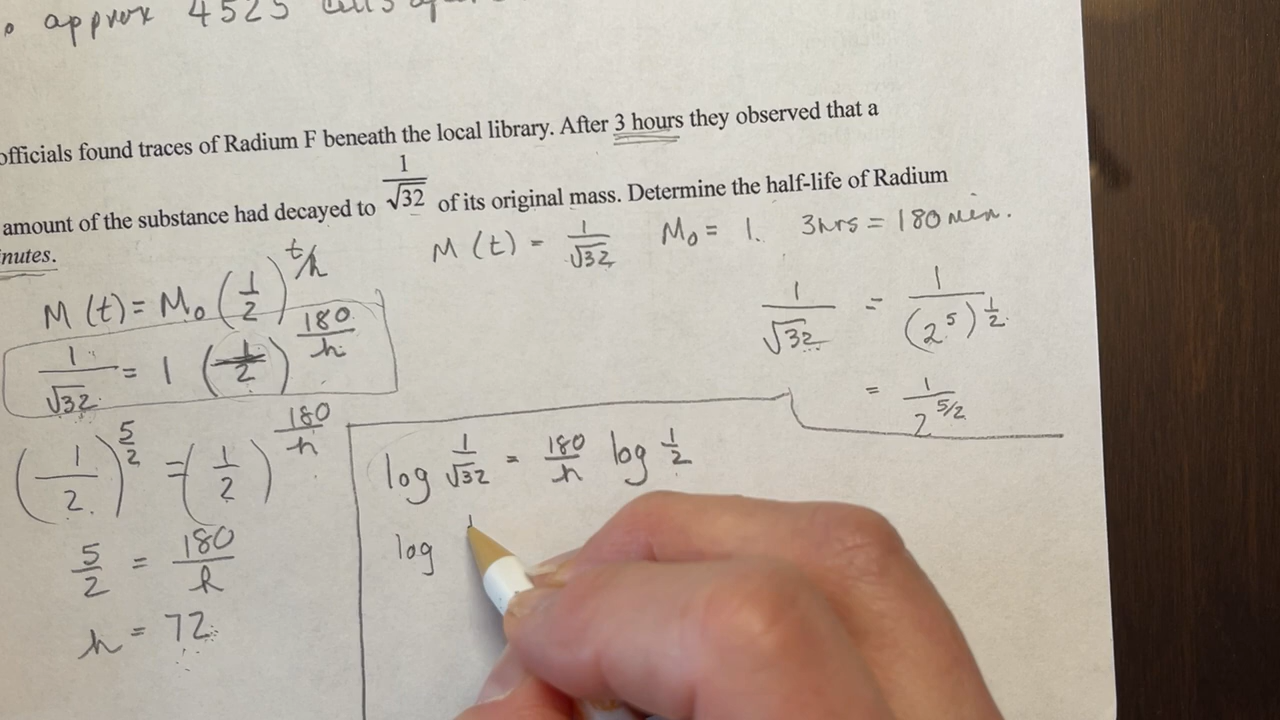 approx 4525 cells
officials found traces of Radium F beneath the local library. After 3 hours they observed that a
amount of the substance had decayed to 1/√32 of its original mass. Determine the half-life of Radium
nutes.
M(t) = 1/√32 M₀ = 1. 3hrs = 180 min.
M(t) = M₀ (1/2)^(t/h)
1/√32 = 1 (1/2)^(180/h)
1/√32 = 1/(2^5)^(1/2)
= 1/2^(5/2)
(1/2)^(5/2) = (1/2)^(180/h)
5/2 = 180/h
h = 72
log 1/√32 = 180/h log 1/2
log